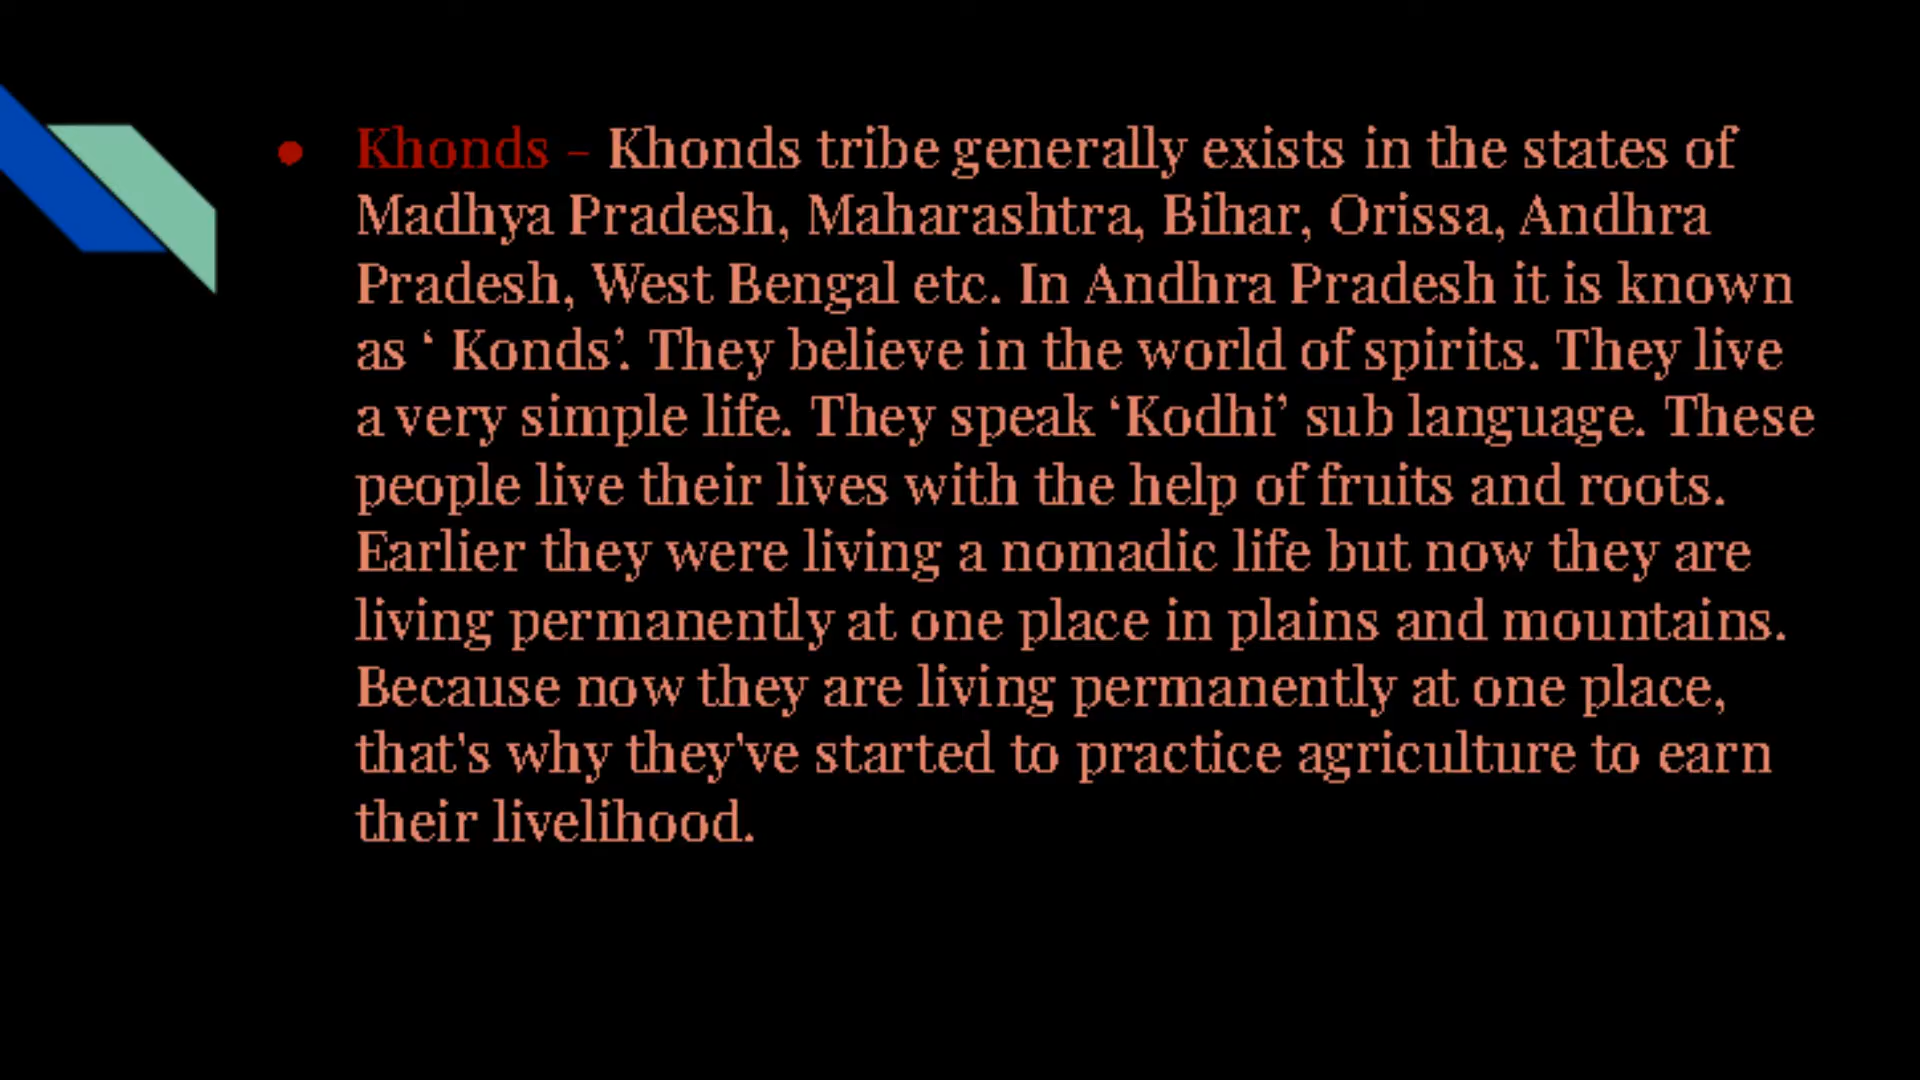 • Khonds – Khonds tribe generally exists in the states of
Madhya Pradesh, Maharashtra, Bihar, Orissa, Andhra
Pradesh, West Bengal etc. In Andhra Pradesh it is known
as ‘ Konds’. They believe in the world of spirits. They live
a very simple life. They speak ‘Kodhi’ sub language. These
people live their lives with the help of fruits and roots.
Earlier they were living a nomadic life but now they are
living permanently at one place in plains and mountains.
Because now they are living permanently at one place,
that's why they've started to practice agriculture to earn
their livelihood.